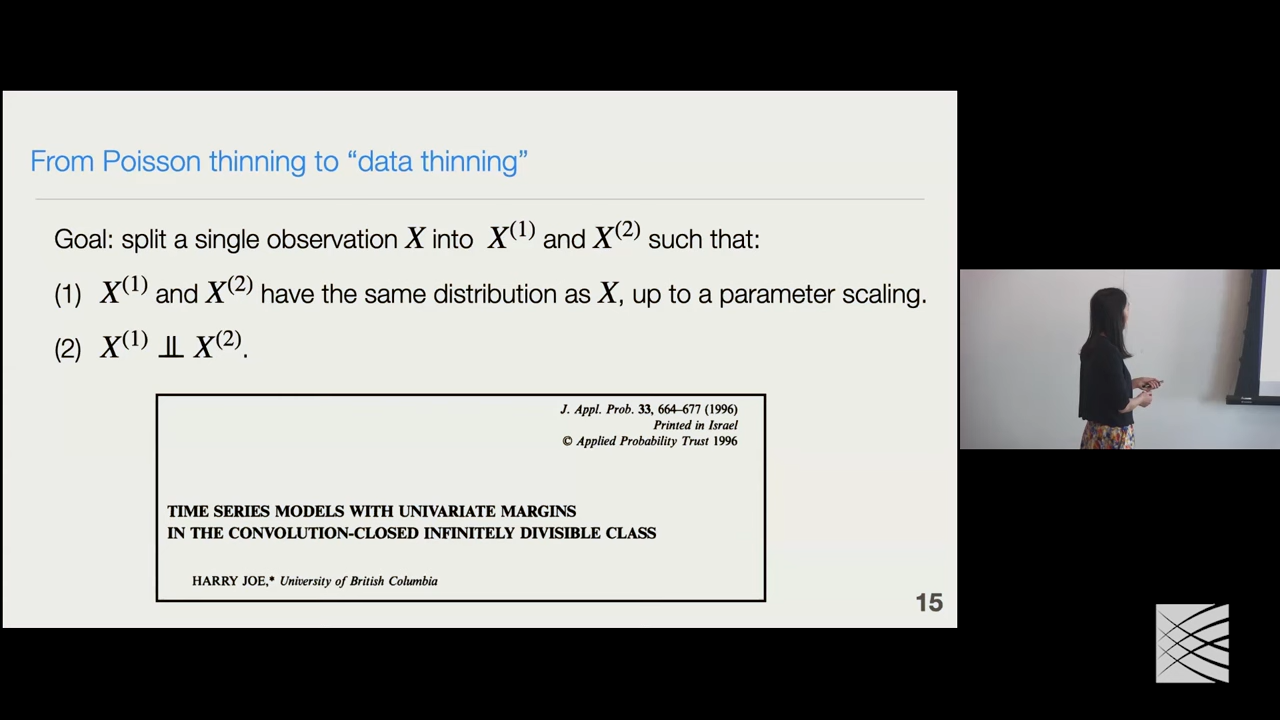 From Poisson thinning to “data thinning”
Goal: split a single observation X into X⁽¹⁾ and X⁽²⁾ such that:
(1) X⁽¹⁾ and X⁽²⁾ have the same distribution as X, up to a parameter scaling.
(2) X⁽¹⁾ ⫫ X⁽²⁾.
J. Appl. Prob. 33, 664–677 (1996)
Printed in Israel
© Applied Probability Trust 1996
TIME SERIES MODELS WITH UNIVARIATE MARGINS
IN THE CONVOLUTION-CLOSED INFINITELY DIVISIBLE CLASS
HARRY JOE,* University of British Columbia
15